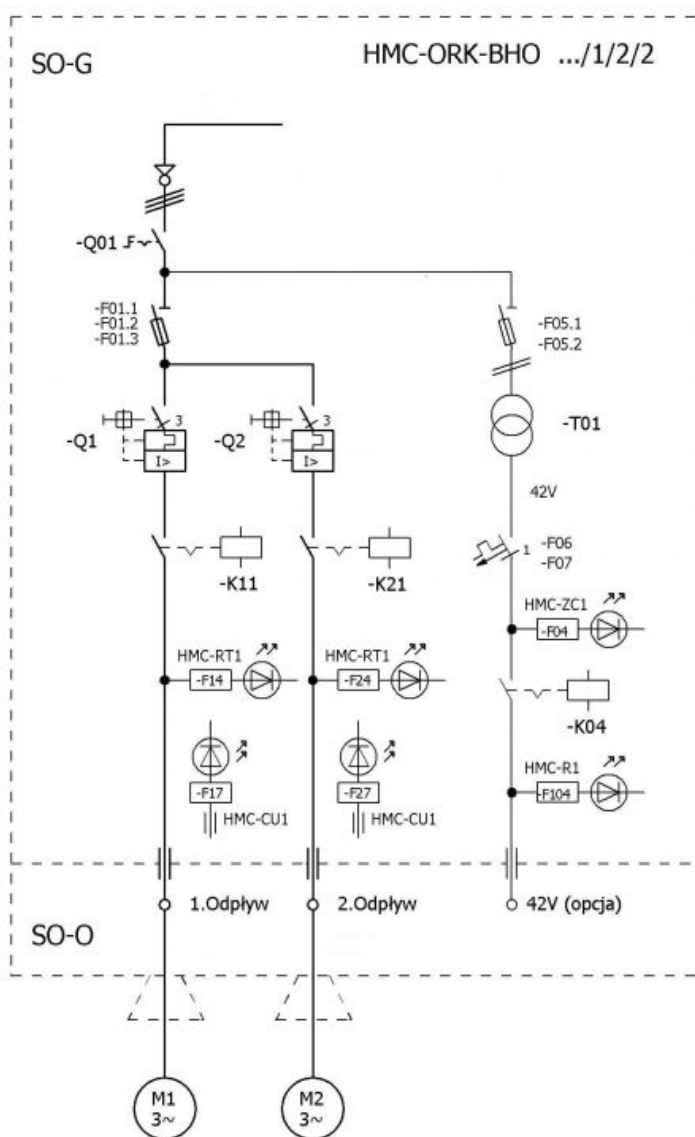 SO-G
HMC-ORK-BHO .../1/2/2
-Q01
-F01.1
-F01.2
-F01.3
-F05.1
-F05.2
-Q1
3
I>
-Q2
3
I>
-T01
42V
-K11
-K21
1
-F06
-F07
HMC-ZC1
-F04
HMC-RT1
-F14
HMC-RT1
-F24
-K04
-F17
HMC-CU1
-F27
HMC-CU1
HMC-R1
-F104
1.Odpływ
2.Odpływ
42V (opcja)
SO-O
M1
3~
M2
3~